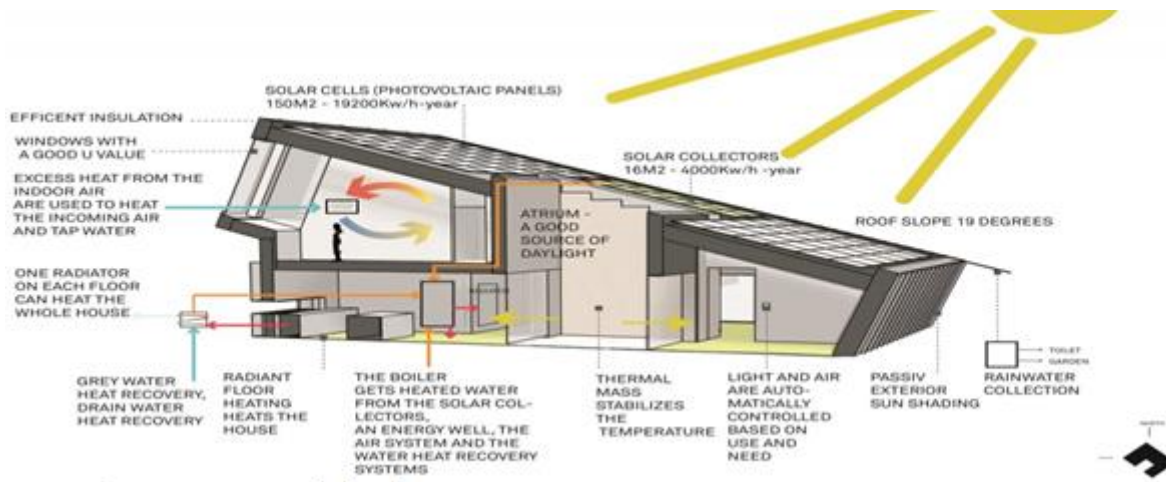 SOLAR CELLS (PHOTOVOLTAIC PANELS)
150M2 - 19200Kw/h-year
EFFICENT INSULATION
WINDOWS WITH
A GOOD U VALUE
EXCESS HEAT FROM THE
INDOOR AIR
ARE USED TO HEAT
THE INCOMING AIR
AND TAP WATER
ONE RADIATOR
ON EACH FLOOR
CAN HEAT THE
WHOLE HOUSE
SOLAR COLLECTORS
16M2 - 4000Kw/h -year
ATRIUM -
A GOOD
SOURCE OF
DAYLIGHT
ROOF SLOPE 19 DEGREES
GREY WATER
HEAT RECOVERY,
DRAIN WATER
HEAT RECOVERY
RADIANT
FLOOR
HEATING
HEATS THE
HOUSE
THE BOILER
GETS HEATED WATER
FROM THE SOLAR COL-
LECTORS,
AN ENERGY WELL, THE
AIR SYSTEM AND THE
WATER HEAT RECOVERY
SYSTEMS
THERMAL
MASS
STABILIZES
THE
TEMPERATURE
LIGHT AND AIR
ARE AUTO-
MATICALLY
CONTROLLED
BASED ON
USE AND
NEED
PASSIV
EXTERIOR
SUN SHADING
TOILET
GARDEN
RAINWATER
COLLECTION
NORTH